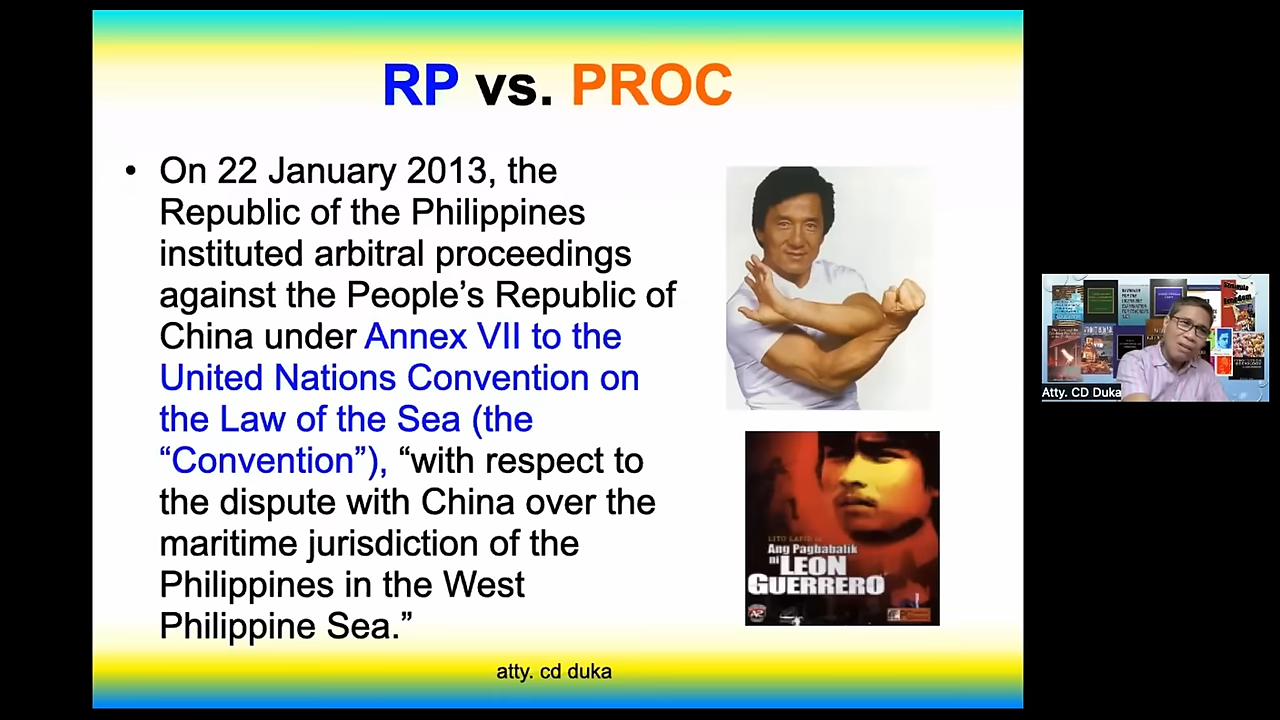 RP vs. PROC
• On 22 January 2013, the
Republic of the Philippines
instituted arbitral proceedings
against the People’s Republic of
China under Annex VII to the
United Nations Convention on
the Law of the Sea (the
“Convention”), “with respect to
the dispute with China over the
maritime jurisdiction of the
Philippines in the West
Philippine Sea.”
LITO LAPID in
Ang Pagbabalik
ni LEON
GUERRERO
atty. cd duka
Atty. CD Duka